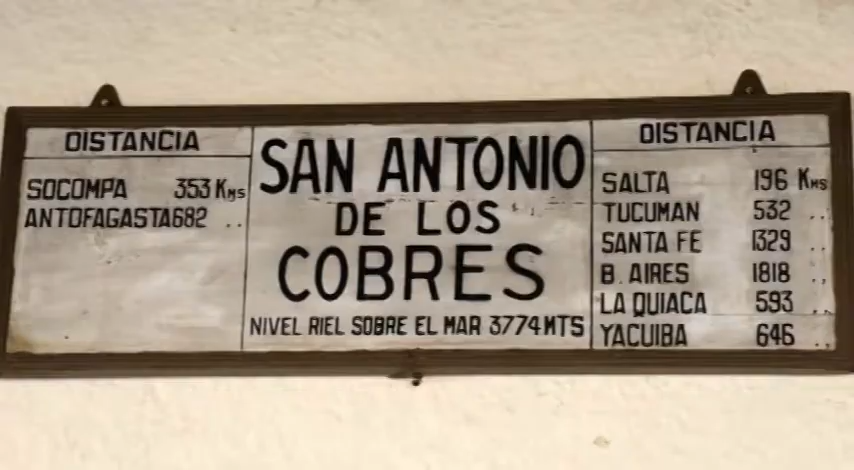 DISTANCIA
SOCOMPA 353 KMS
ANTOFAGASTA 682 ..
SAN ANTONIO
DE LOS
COBRES
NIVEL RIEL SOBRE EL MAR 3774 MTS
DISTANCIA
SALTA 196 KMS
TUCUMAN 532 ..
SANTA FE 1329 ..
B. AIRES 1818 ..
LA QUIACA 593 ..
YACUIBA 646 ..